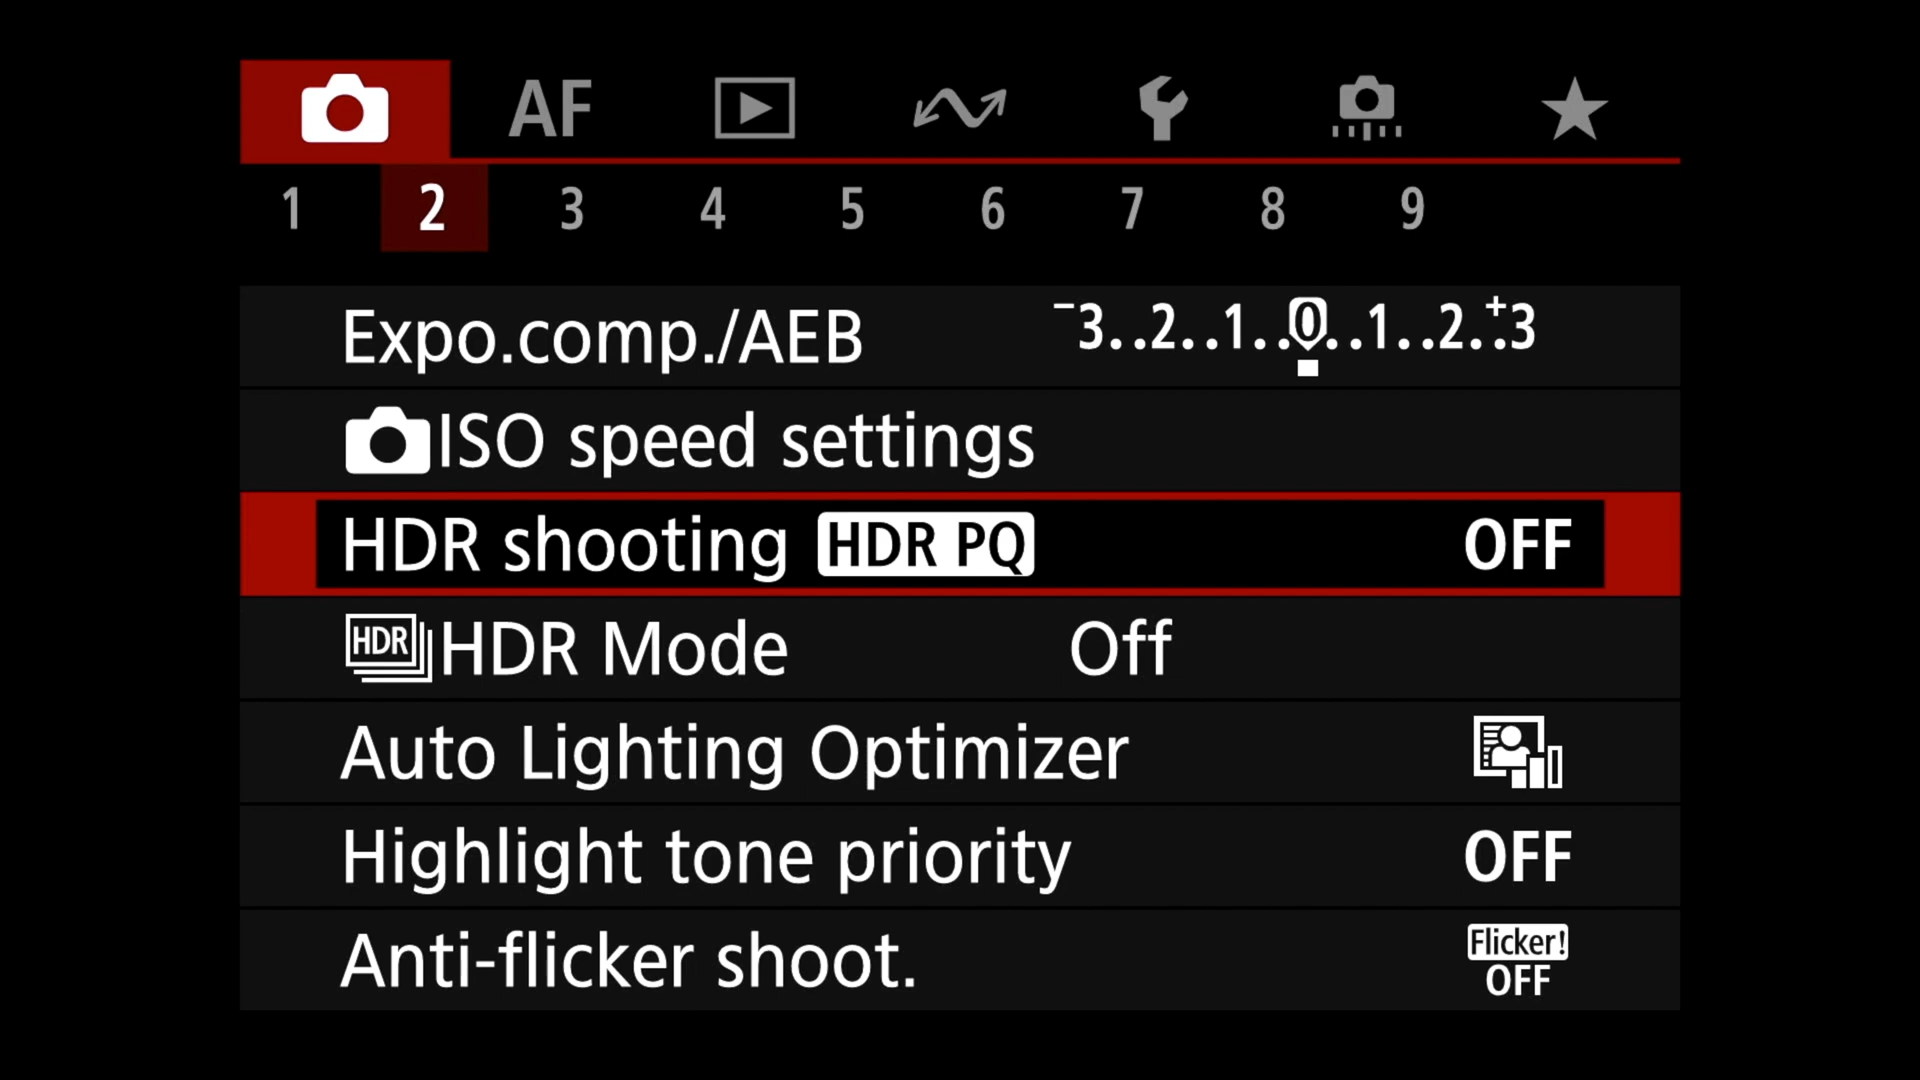 AF
1 2 3 4 5 6 7 8 9
Expo.comp./AEB -3..2..1..0..1..2.:+3
ISO speed settings
HDR shooting HDR PQ OFF
HDR HDR Mode Off
Auto Lighting Optimizer
Highlight tone priority OFF
Anti-flicker shoot. Flicker!
OFF